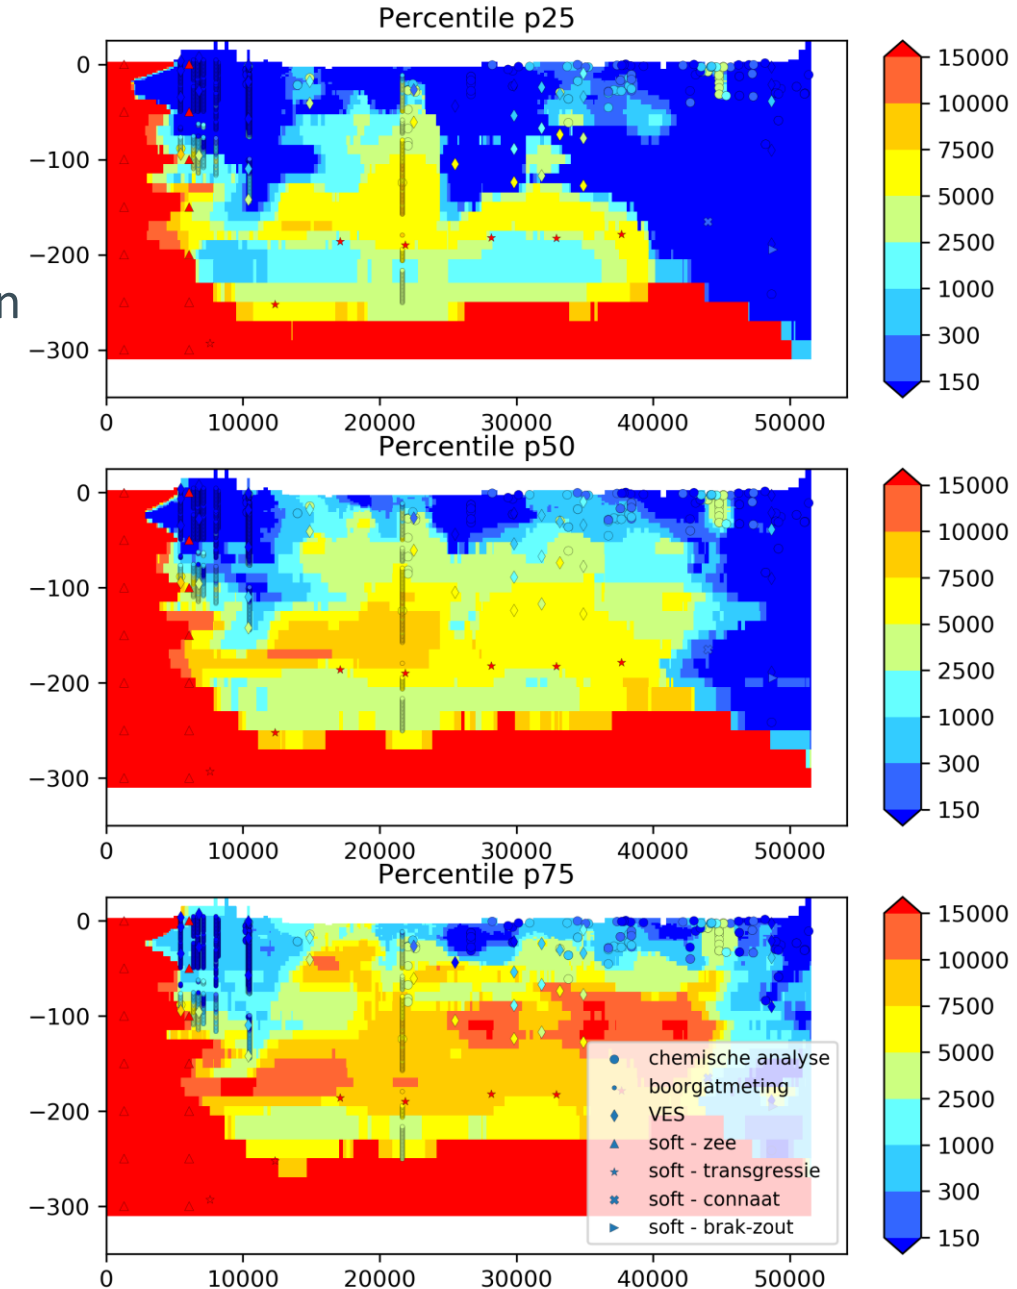 Percentile p25
0
−100
−200
−300
0 10000 20000 30000 40000 50000
15000
10000
7500
5000
2500
1000
300
150
n
Percentile p50
0
−100
−200
−300
0 10000 20000 30000 40000 50000
15000
10000
7500
5000
2500
1000
300
150
Percentile p75
0
−100
−200
−300
0 10000 20000 30000 40000 50000
chemische analyse
boorgatmeting
VES
soft - zee
soft - transgressie
soft - connaat
soft - brak-zout
15000
10000
7500
5000
2500
1000
300
150